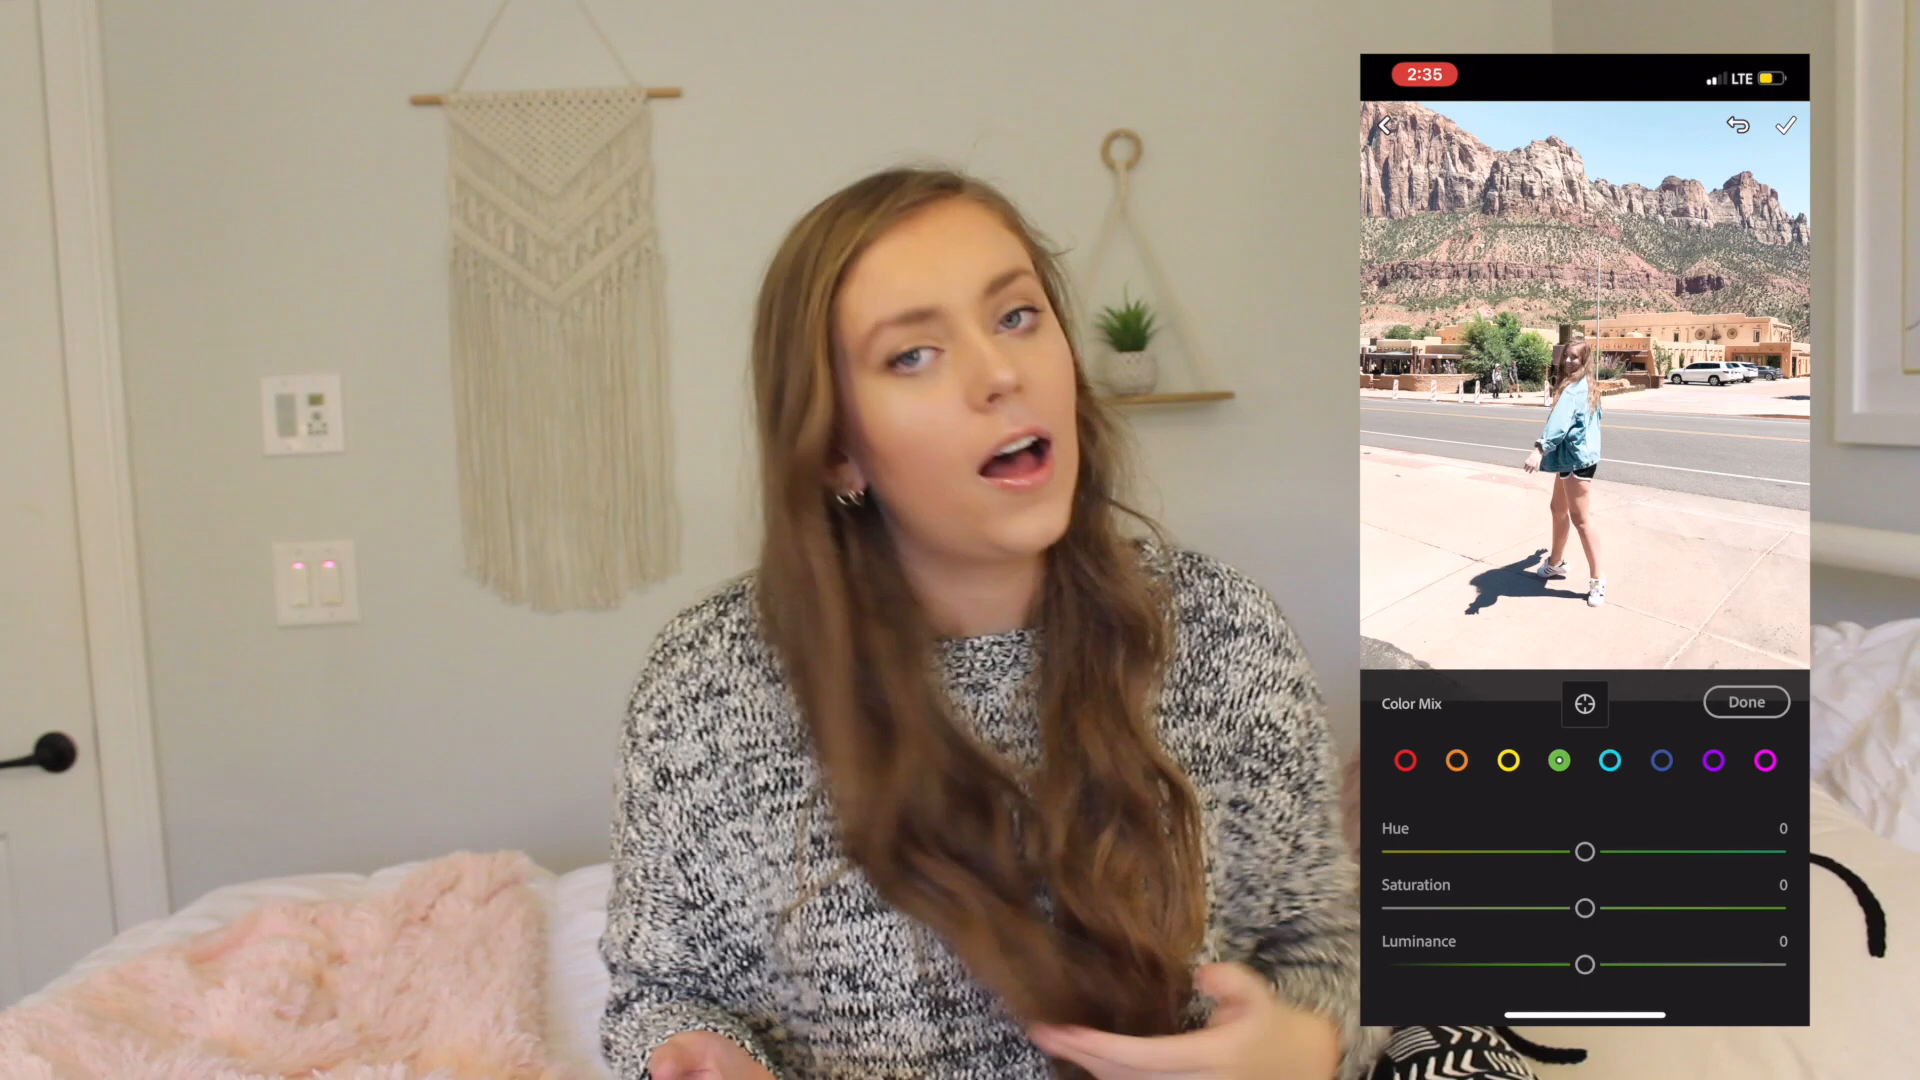 2:35
LTE
Color Mix
Done
Hue 0
Saturation 0
Luminance 0